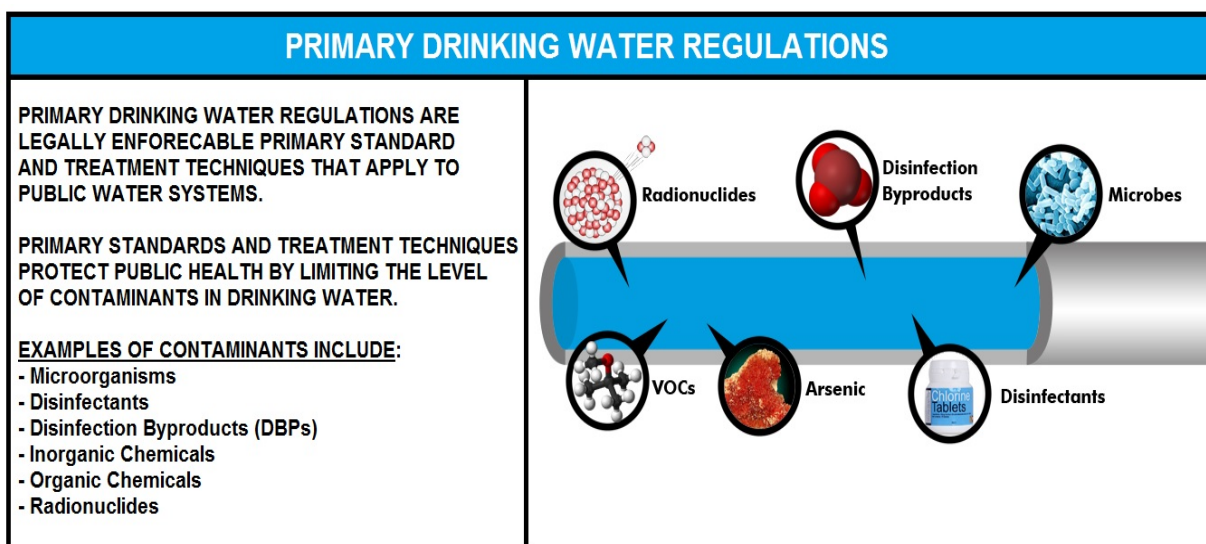 PRIMARY DRINKING WATER REGULATIONS
PRIMARY DRINKING WATER REGULATIONS ARE
LEGALLY ENFORECABLE PRIMARY STANDARD
AND TREATMENT TECHNIQUES THAT APPLY TO
PUBLIC WATER SYSTEMS.
PRIMARY STANDARDS AND TREATMENT TECHNIQUES
PROTECT PUBLIC HEALTH BY LIMITING THE LEVEL
OF CONTAMINANTS IN DRINKING WATER.
EXAMPLES OF CONTAMINANTS INCLUDE:
- Microorganisms
- Disinfectants
- Disinfection Byproducts (DBPs)
- Inorganic Chemicals
- Organic Chemicals
- Radionuclides
Radionuclides
Disinfection
Byproducts
Microbes
VOCs
Arsenic
Chlorine
Tablets
Disinfectants